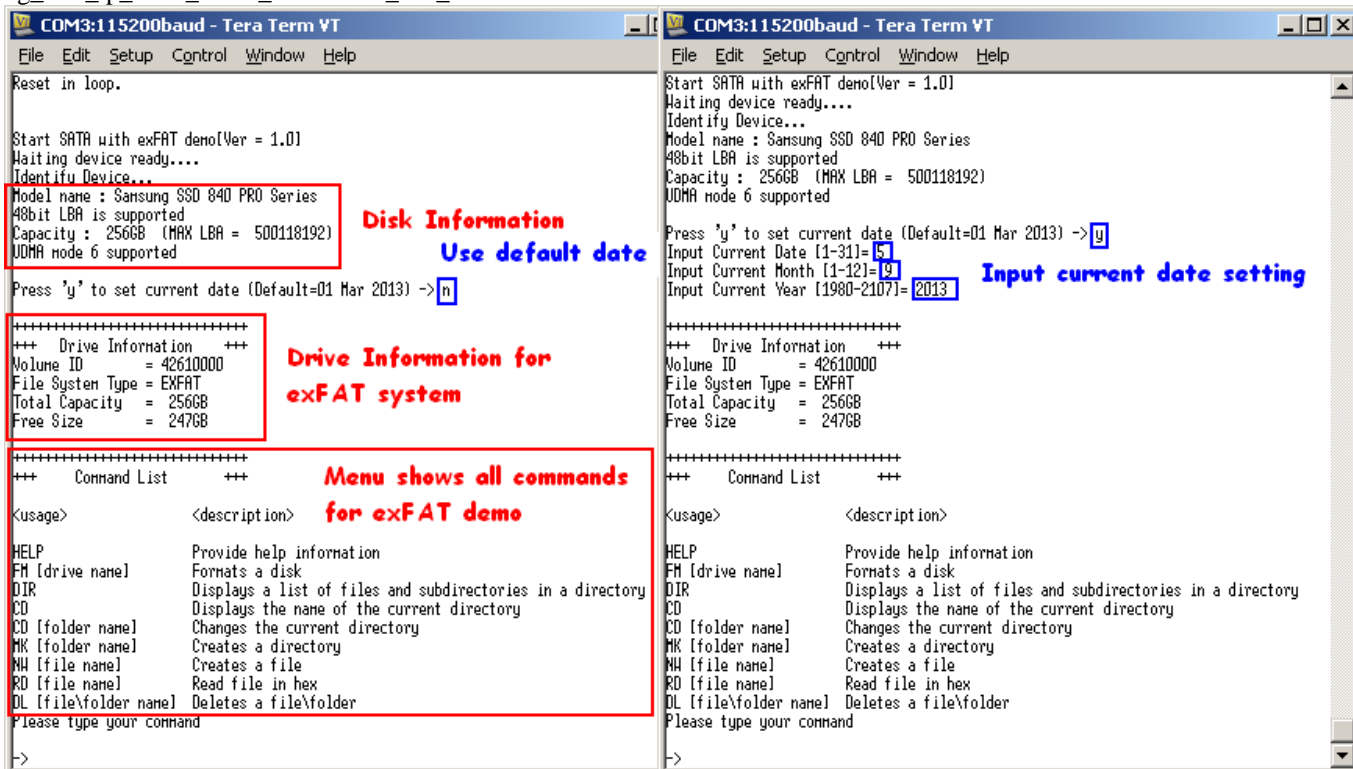 COM3:115200baud - Tera Term VT
File Edit Setup Control Window Help
Reset in loop.
Start SATA with exFAT demo[Ver = 1.0]
Waiting device ready....
Identify Device...
Model name : Samsung SSD 840 PRO Series
48bit LBA is supported
Capacity : 256GB (MAX LBA = 500118192)
UDMA mode 6 supported
Disk Information
Use default date
Press 'y' to set current date (Default=01 Mar 2013) -> n
+++++++++++++++++++++++++++++++
+++ Drive Information +++
Volume ID = 42610000
File System Type = EXFAT
Total Capacity = 256GB
Free Size = 247GB
Drive Information for
exFAT system
+++++++++++++++++++++++++++++++
+++ Command List +++
Menu shows all commands
for exFAT demo
<usage> <description>
HELP Provide help information
FM [drive name] Formats a disk
DIR Displays a list of files and subdirectories in a directory
CD Displays the name of the current directory
CD [folder name] Changes the current directory
MK [folder name] Creates a directory
NW [file name] Creates a file
RD [file name] Read file in hex
DL [file\folder name] Deletes a file\folder
Please type your command
->
COM3:115200baud - Tera Term VT
File Edit Setup Control Window Help
Start SATA with exFAT demo[Ver = 1.0]
Waiting device ready....
Identify Device...
Model name : Samsung SSD 840 PRO Series
48bit LBA is supported
Capacity : 256GB (MAX LBA = 500118192)
UDMA mode 6 supported
Press 'y' to set current date (Default=01 Mar 2013) -> y
Input Current Date [1-31]= 5
Input Current Month [1-12]= 9
Input Current Year [1980-2107]= 2013
Input current date setting
+++++++++++++++++++++++++++++++
+++ Drive Information +++
Volume ID = 42610000
File System Type = EXFAT
Total Capacity = 256GB
Free Size = 247GB
+++++++++++++++++++++++++++++++
+++ Command List +++
<usage> <description>
HELP Provide help information
FM [drive name] Formats a disk
DIR Displays a list of files and subdirectories in a directory
CD Displays the name of the current directory
CD [folder name] Changes the current directory
MK [folder name] Creates a directory
NW [file name] Creates a file
RD [file name] Read file in hex
DL [file\folder name] Deletes a file\folder
Please type your command
->